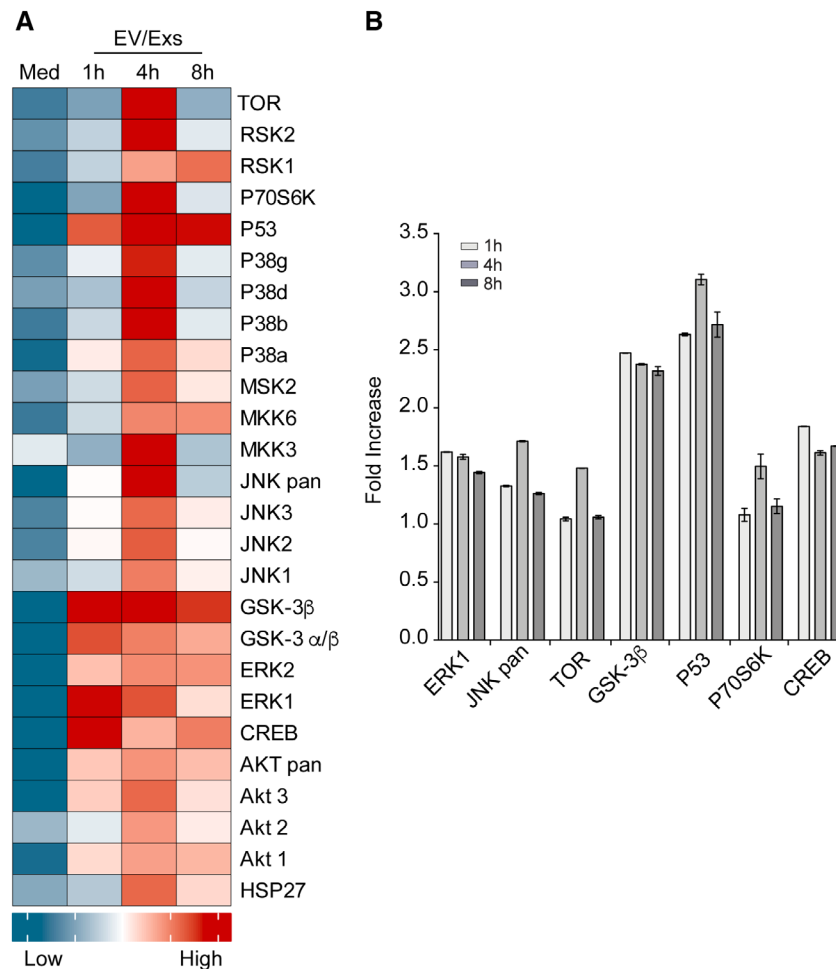 A
EV/Exs
Med 1h 4h 8h
TOR
RSK2
RSK1
P70S6K
P53
P38g
P38d
P38b
P38a
MSK2
MKK6
MKK3
JNK pan
JNK3
JNK2
JNK1
GSK-3β
GSK-3 α/β
ERK2
ERK1
CREB
AKT pan
Akt 3
Akt 2
Akt 1
HSP27
Low High
B
Fold Increase
3.5
3.0
2.5
2.0
1.5
1.0
0.5
0.0
1h
4h
8h
ERK1 JNK pan TOR GSK-3β P53 P70S6K CREB